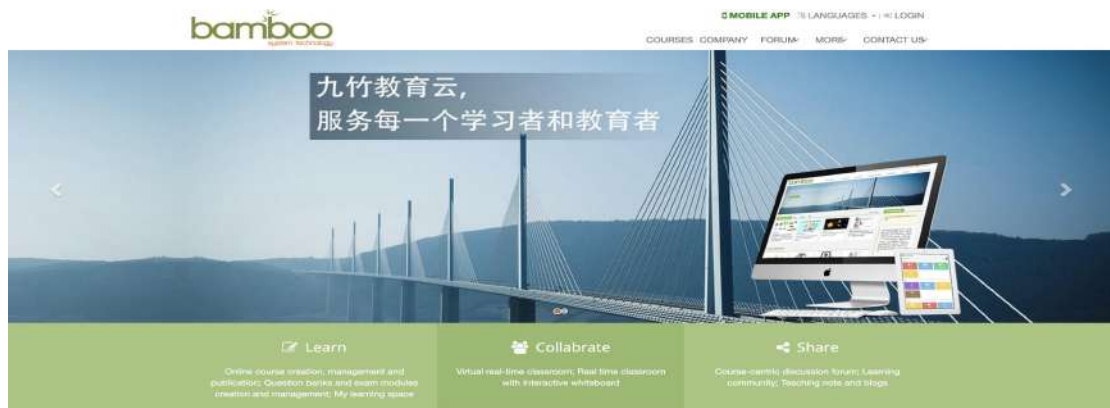 bamboo
system technology
MOBILE APP LANGUAGES LOGIN
COURSES COMPANY FORUM MORE CONTACT US
九竹教育云,
服务每一个学习者和教育者
Learn
Online course creation, management and
publication; Question banks and exam modules
creation and management; My learning space
Collabrate
Virtual real-time classroom; Real time classroom
with interactive whiteboard
Share
Course-centric discussion forum; Learning
community; Teaching note and blogs